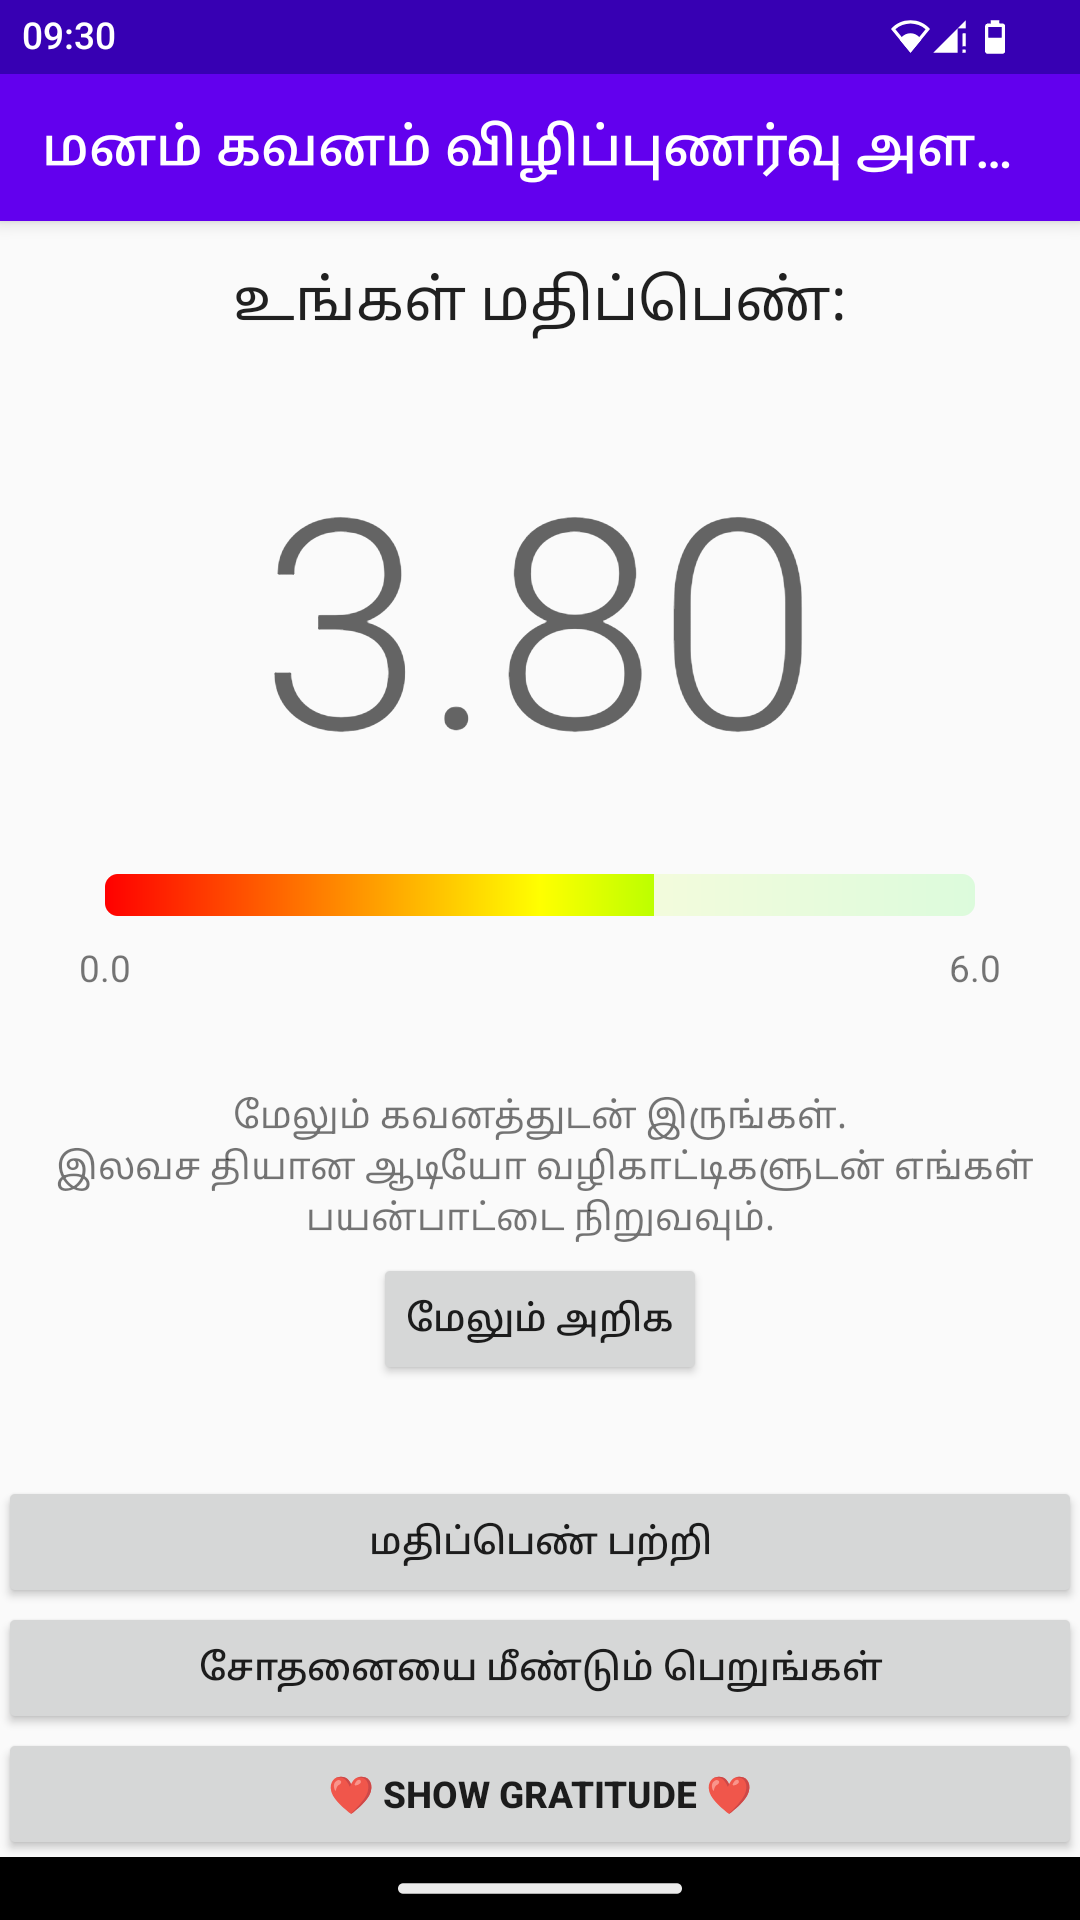 09:30
மனம் கவனம் விழிப்புணர்வு அள…
உங்கள் மதிப்பெண்:
3.80
0.0
6.0
மேலும் கவனத்துடன் இருங்கள்.
இலவச தியான ஆடியோ வழிகாட்டிகளுடன் எங்கள்
பயன்பாட்டை நிறுவவும்.
மேலும் அறிக
மதிப்பெண் பற்றி
சோதனையை மீண்டும் பெறுங்கள்
❤️ SHOW GRATITUDE ❤️